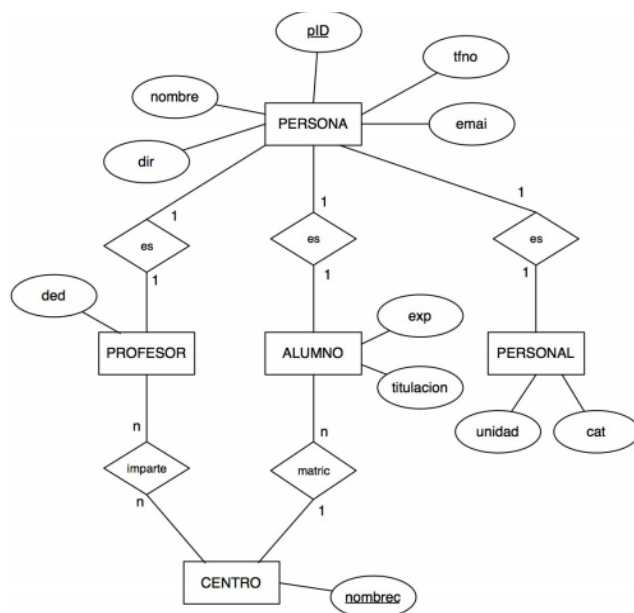 pID
tfno
nombre
PERSONA
emai
dir
1
1
1
es
es
es
1
1
1
ded
exp
PROFESOR
ALUMNO
PERSONAL
titulacion
unidad
cat
n
n
imparte
matric
n
1
CENTRO
nombrec